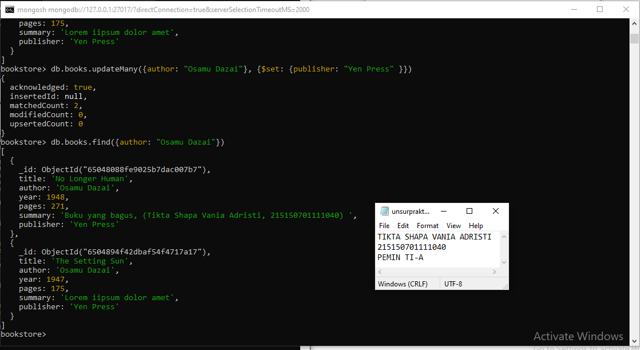 mongosh mongodb://127.0.0.1:27017/?directConnection=true&serverSelectionTimeoutMS=2000
pages: 175,
summary: 'Lorem iipsum dolor amet',
publisher: 'Yen Press'
}
]
bookstore> db.books.updateMany({author: "Osamu Dazai"}, {$set: {publisher: "Yen Press" }})
{
acknowledged: true,
insertedId: null,
matchedCount: 2,
modifiedCount: 0,
upsertedCount: 0
}
bookstore> db.books.find({author: "Osamu Dazai"})
[
{
_id: ObjectId("65048088fe9025b7dac007b7"),
title: 'No Longer Human',
author: 'Osamu Dazai',
year: 1948,
pages: 271,
summary: 'Buku yang bagus, (Tikta Shapa Vania Adristi, 215150701111040) ',
publisher: 'Yen Press'
},
{
_id: ObjectId("6504894f42dbaf54f4717a17"),
title: 'The Setting Sun',
author: 'Osamu Dazai',
year: 1947,
pages: 175,
summary: 'Lorem iipsum dolor amet',
publisher: 'Yen Press'
}
]
bookstore>
unsurprakt...
File Edit Format View Help
TIKTA SHAPA VANIA ADRISTI
215150701111040
PEMIN TI-A
Windows (CRLF) UTF-8
Activate Windows